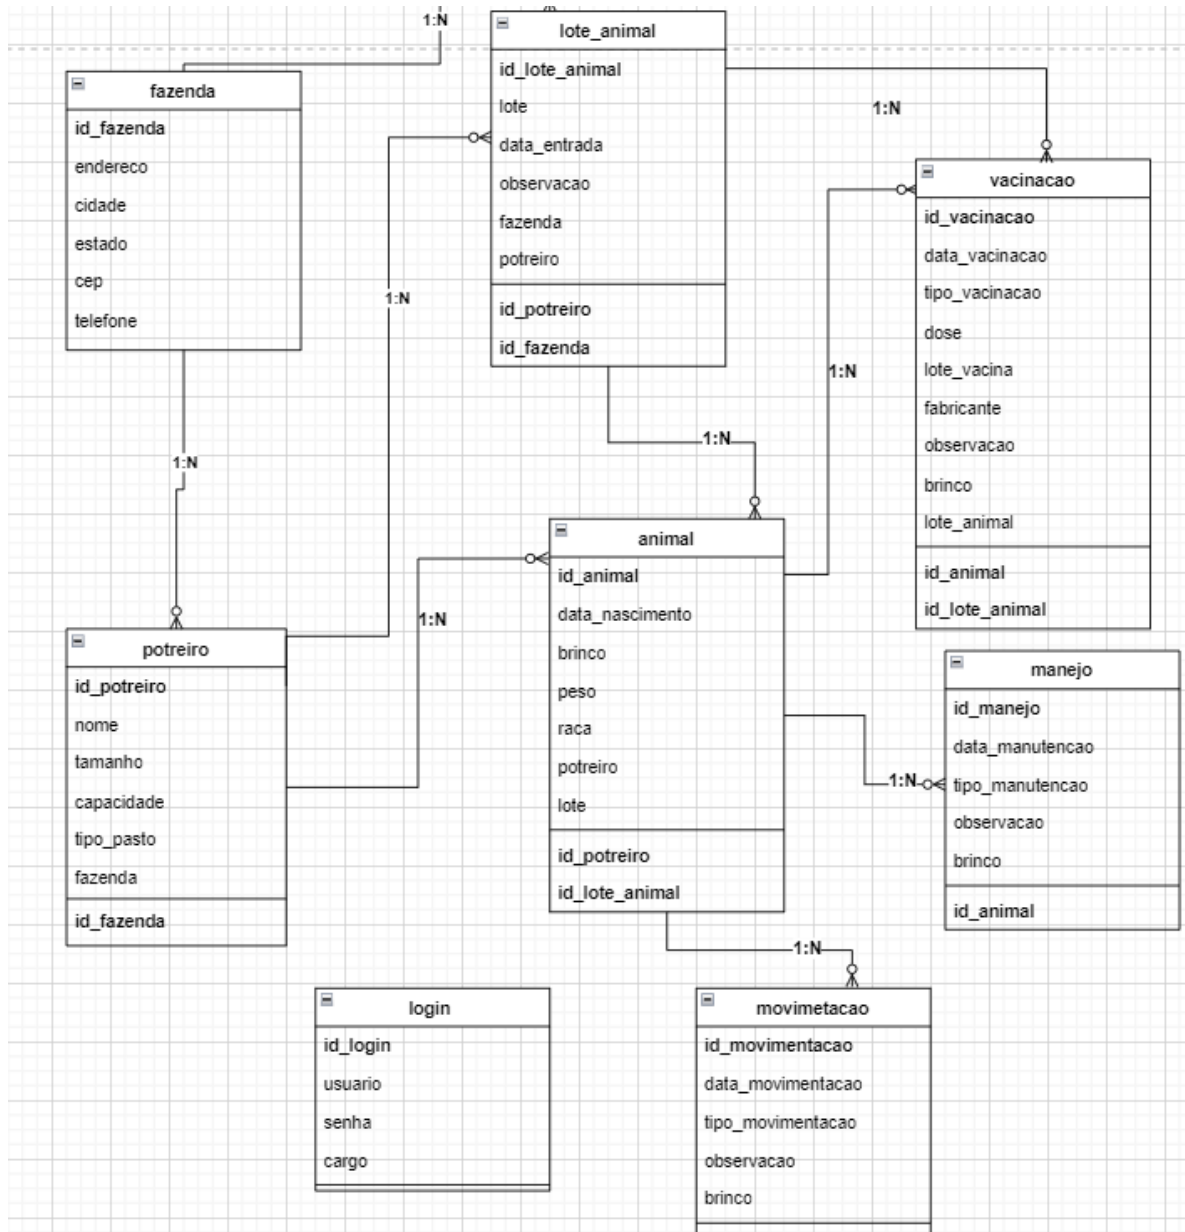 1:N
lote_animal
id_lote_animal
lote
data_entrada
observacao
fazenda
potreiro
id_potreiro
id_fazenda
fazenda
id_fazenda
endereco
cidade
estado
cep
telefone
1:N
1:N
1:N
vacinacao
id_vacinacao
data_vacinacao
tipo_vacinacao
dose
lote_vacina
fabricante
observacao
brinco
lote_animal
id_animal
id_lote_animal
1:N
1:N
potreiro
id_potreiro
nome
tamanho
capacidade
tipo_pasto
fazenda
id_fazenda
1:N
animal
id_animal
data_nascimento
brinco
peso
raca
potreiro
lote
id_potreiro
id_lote_animal
1:N
manejo
id_manejo
data_manutencao
tipo_manutencao
observacao
brinco
id_animal
1:N
login
id_login
usuario
senha
cargo
movimetacao
id_movimentacao
data_movimentacao
tipo_movimentacao
observacao
brinco